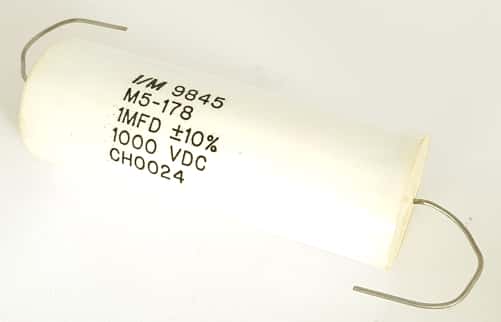 I/M 9845
M5-178
1MFD ±10%
1000 VDC
CH0024